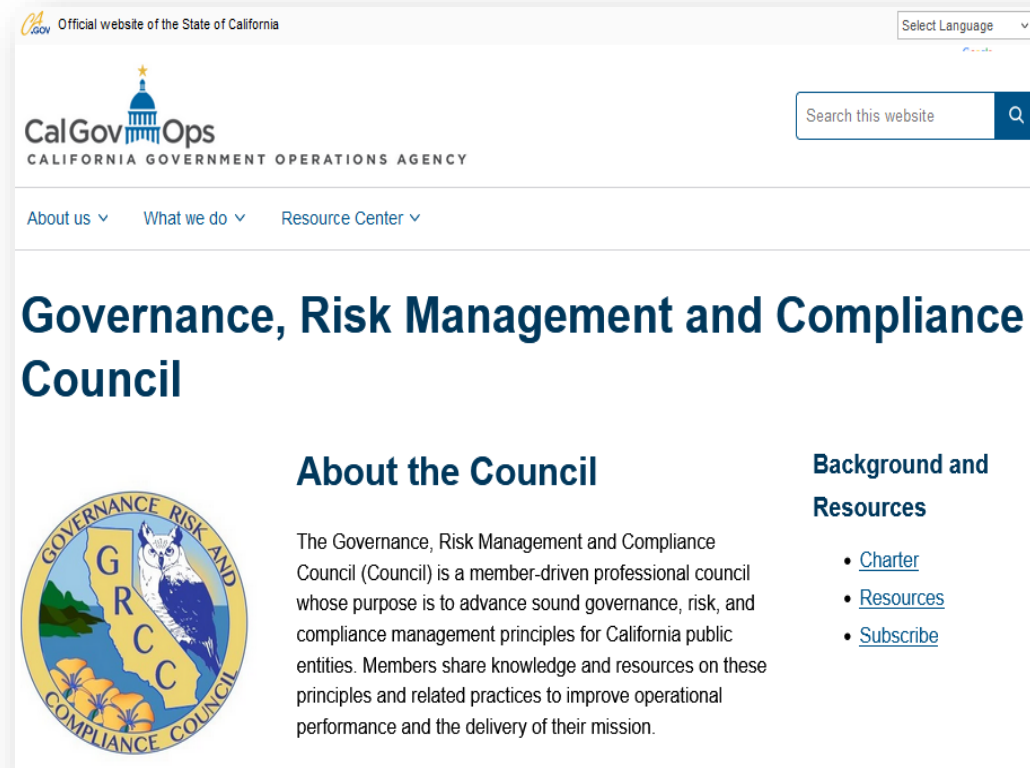 CA.GOV Official website of the State of California
Select Language
CalGovOps
CALIFORNIA GOVERNMENT OPERATIONS AGENCY
Search this website
About us
What we do
Resource Center
Governance, Risk Management and Compliance
Council
GOVERNANCE RISK AND
COMPLIANCE COUNCIL
G
R
C
C
About the Council
The Governance, Risk Management and Compliance
Council (Council) is a member-driven professional council
whose purpose is to advance sound governance, risk, and
compliance management principles for California public
entities. Members share knowledge and resources on these
principles and related practices to improve operational
performance and the delivery of their mission.
Background and
Resources
Charter
Resources
Subscribe